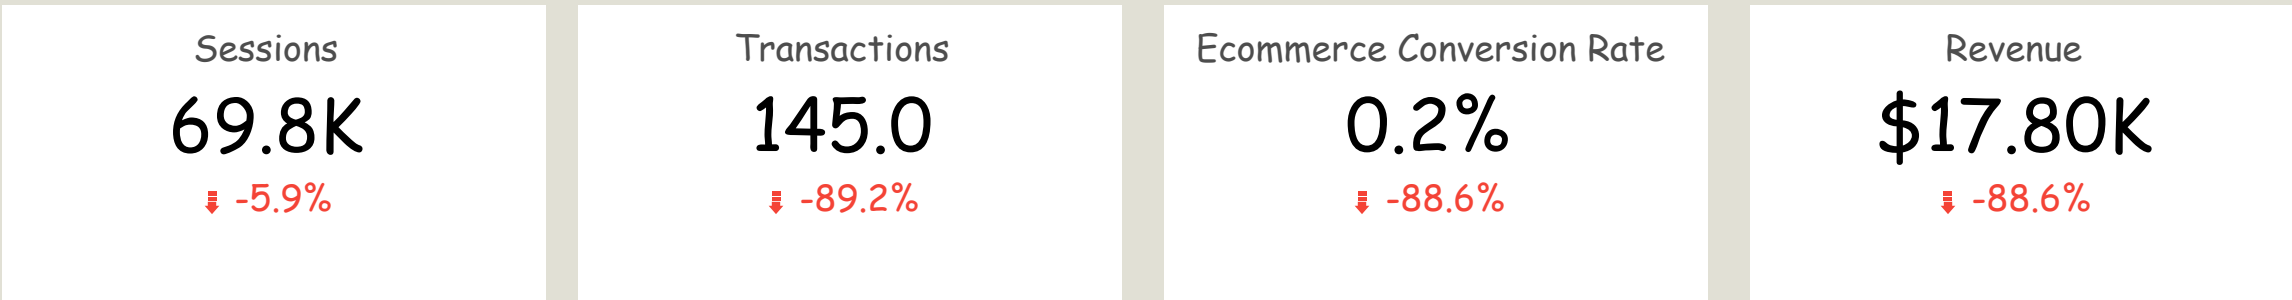 Sessions
69.8K
-5.9%
Transactions
145.0
-89.2%
Ecommerce Conversion Rate
0.2%
-88.6%
Revenue
$17.80K
-88.6%